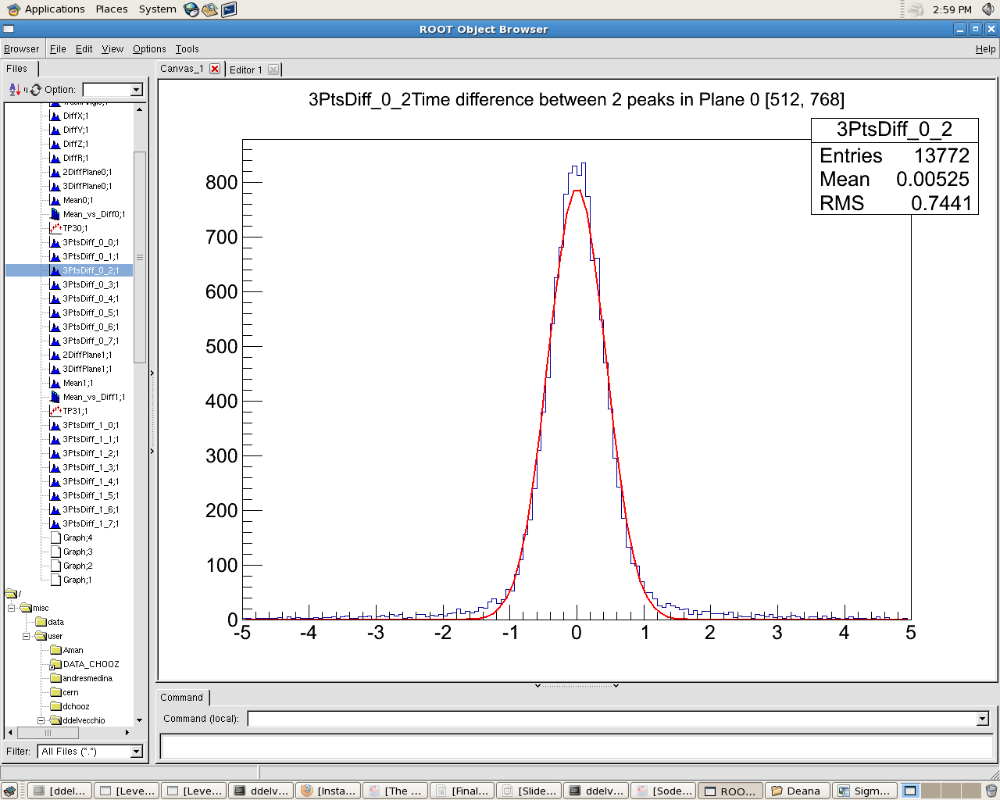 Applications Places System 2:59 PM
ROOT Object Browser
Browser File Edit View Options Tools Help
Files
Canvas_1 Editor 1
Option:
DiffX;1
DiffY;1
DiffZ;1
DiffR;1
2DiffPlane0;1
3DiffPlane0;1
Mean0;1
Mean_vs_Diff0;1
TP30;1
3PtsDiff_0_0;1
3PtsDiff_0_1;1
3PtsDiff_0_2;1
3PtsDiff_0_3;1
3PtsDiff_0_4;1
3PtsDiff_0_5;1
3PtsDiff_0_6;1
3PtsDiff_0_7;1
2DiffPlane1;1
3DiffPlane1;1
Mean1;1
Mean_vs_Diff1;1
TP31;1
3PtsDiff_1_0;1
3PtsDiff_1_1;1
3PtsDiff_1_2;1
3PtsDiff_1_3;1
3PtsDiff_1_4;1
3PtsDiff_1_5;1
3PtsDiff_1_6;1
3PtsDiff_1_7;1
Graph;4
Graph;3
Graph;2
Graph;1
/
misc
data
user
Aman
DATA_CHOOZ
andresmedina
cern
dchooz
ddelvecchio
Filter: All Files (*.*)
3PtsDiff_0_2Time difference between 2 peaks in Plane 0 [512, 768]
3PtsDiff_0_2
Entries 13772
Mean 0.00525
RMS 0.7441
800
700
600
500
400
300
200
100
0
-5 -4 -3 -2 -1 0 1 2 3 4 5
Command
Command (local):
[ddel... [Leve... [Leve... ddelv... [Insta... [The ... [Final... [Slide... ddelv... [Sode... ROO... Deana Sigm...